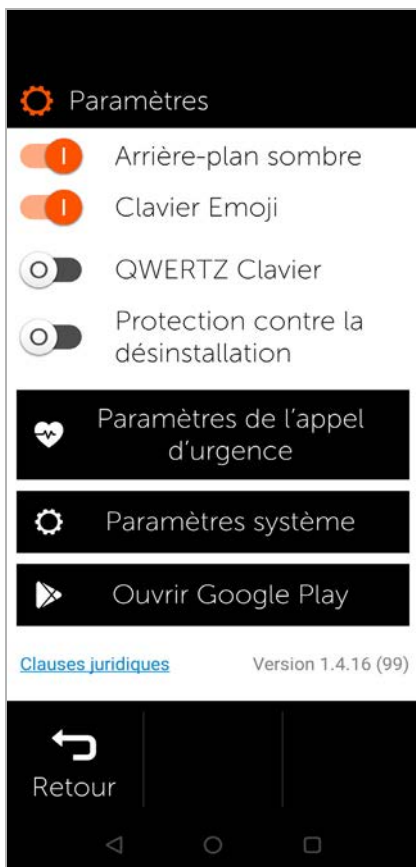 Paramètres
Arrière-plan sombre
Clavier Emoji
QWERTZ Clavier
Protection contre la
désinstallation
Paramètres de l'appel
d'urgence
Paramètres système
Ouvrir Google Play
Clauses juridiques Version 1.4.16 (99)
Retour